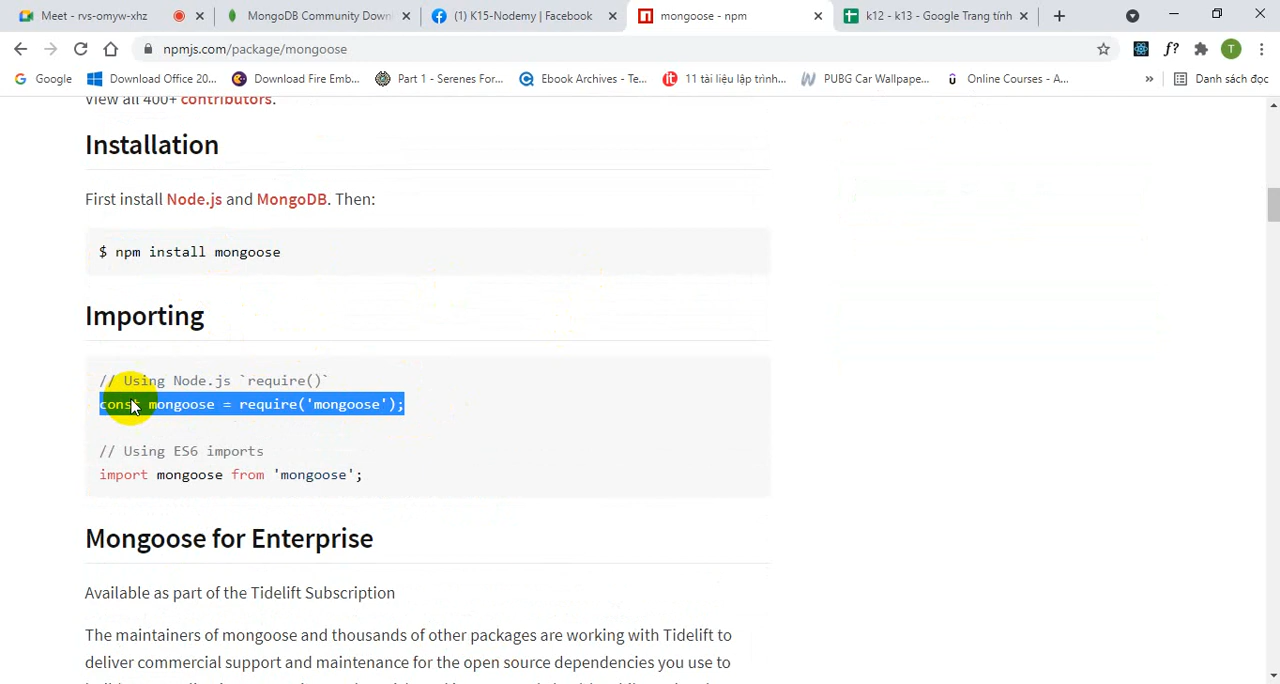 Meet - rvs-omyw-xhz
MongoDB Community Down
(1) K15-Nodemy | Facebook
mongoose - npm
k12 - k13 - Google Trang tính
npmjs.com/package/mongoose
f?
T
Google
Download Office 20...
Download Fire Emb...
Part 1 - Serenes For...
Ebook Archives - Te...
11 tài liệu lập trình...
PUBG Car Wallpape...
Online Courses - A...
»
Danh sách đọc
View all 400+ contributors.
Installation
First install Node.js and MongoDB. Then:
$ npm install mongoose
Importing
// Using Node.js `require()`
const mongoose = require('mongoose');
// Using ES6 imports
import mongoose from 'mongoose';
Mongoose for Enterprise
Available as part of the Tidelift Subscription
The maintainers of mongoose and thousands of other packages are working with Tidelift to
deliver commercial support and maintenance for the open source dependencies you use to